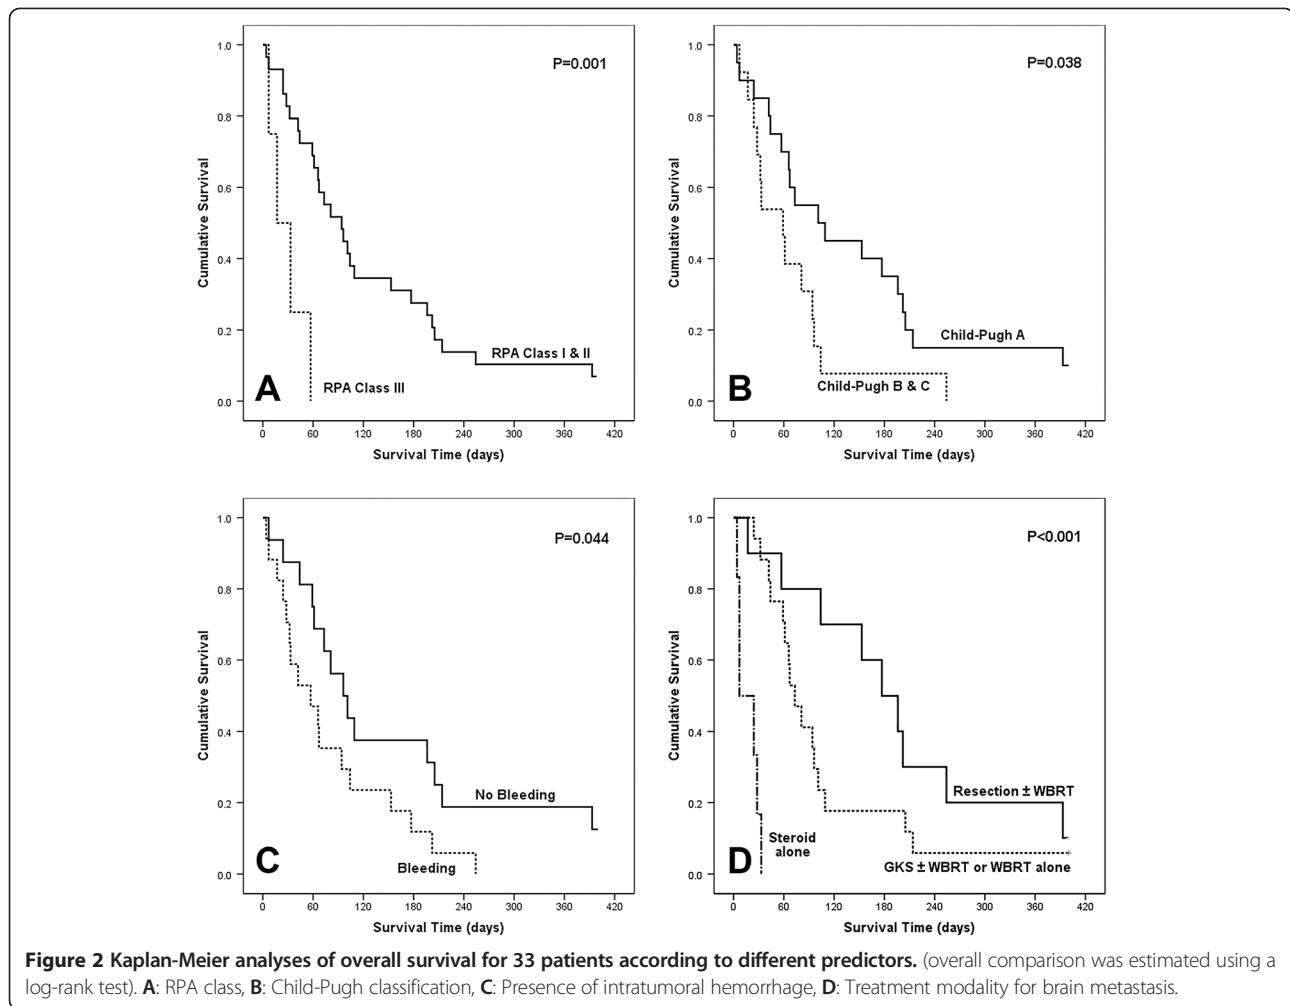 1.0
0.8
0.6
0.4
0.2
0.0
Cumulative Survival
P=0.001
RPA Class I & II
RPA Class III
A
0 60 120 180 240 300 360 420
Survival Time (days)
1.0
0.8
0.6
0.4
0.2
0.0
Cumulative Survival
P=0.038
Child-Pugh A
Child-Pugh B & C
B
0 60 120 180 240 300 360 420
Survival Time (days)
1.0
0.8
0.6
0.4
0.2
0.0
Cumulative Survival
P=0.044
No Bleeding
Bleeding
C
0 60 120 180 240 300 360 420
Survival Time (days)
1.0
0.8
0.6
0.4
0.2
0.0
Cumulative Survival
P<0.001
Resection ± WBRT
Steroid
alone
GKS ± WBRT or WBRT alone
D
0 60 120 180 240 300 360 420
Survival Time (days)
Figure 2 Kaplan-Meier analyses of overall survival for 33 patients according to different predictors. (overall comparison was estimated using a
log-rank test). A: RPA class, B: Child-Pugh classification, C: Presence of intratumoral hemorrhage, D: Treatment modality for brain metastasis.